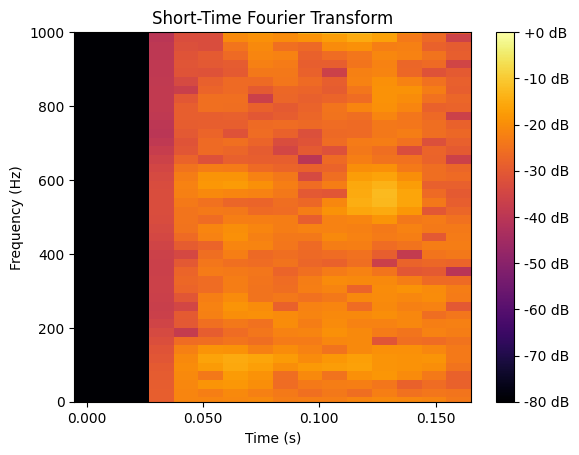 Short-Time Fourier Transform
Frequency (Hz)
1000
800
600
400
200
0
0.000
0.050
0.100
0.150
Time (s)
+0 dB
-10 dB
-20 dB
-30 dB
-40 dB
-50 dB
-60 dB
-70 dB
-80 dB